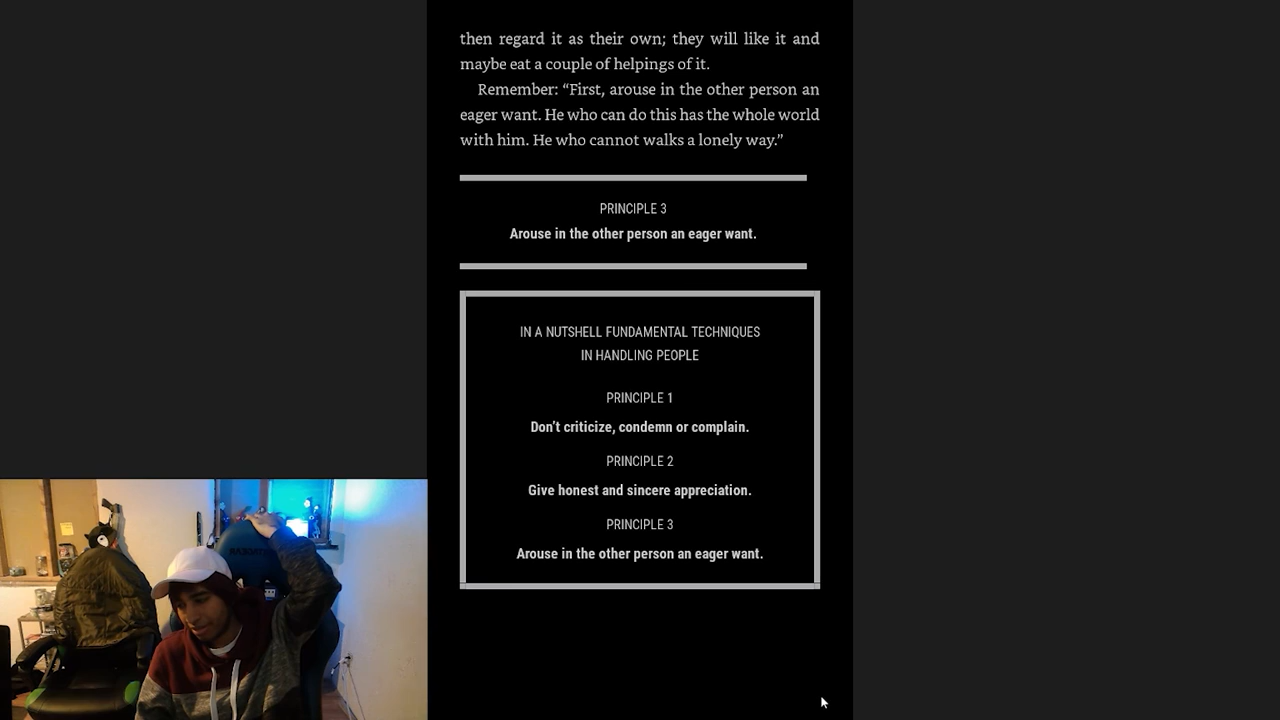 then regard it as their own; they will like it and
maybe eat a couple of helpings of it.
Remember: “First, arouse in the other person an
eager want. He who can do this has the whole world
with him. He who cannot walks a lonely way.”
PRINCIPLE 3
Arouse in the other person an eager want.
IN A NUTSHELL FUNDAMENTAL TECHNIQUES
IN HANDLING PEOPLE
PRINCIPLE 1
Don’t criticize, condemn or complain.
PRINCIPLE 2
Give honest and sincere appreciation.
PRINCIPLE 3
Arouse in the other person an eager want.